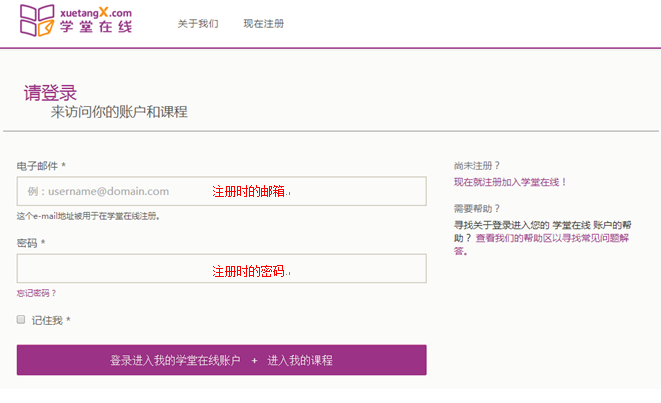 xuetangX.com
学堂在线
关于我们 现在注册
请登录
来访问你的账户和课程
电子邮件 *
例：username@domain.com 注册时的邮箱.
这个e-mail地址被用于在学堂在线注册。
密码 *
注册时的密码.
忘记密码？
记住我 *
登录进入我的学堂在线账户 + 进入我的课程
尚未注册？
现在就注册加入学堂在线！
需要帮助？
寻找关于登录进入您的 学堂在线 账户的帮
助？ 查看我们的帮助区以寻找常见问题解
答。